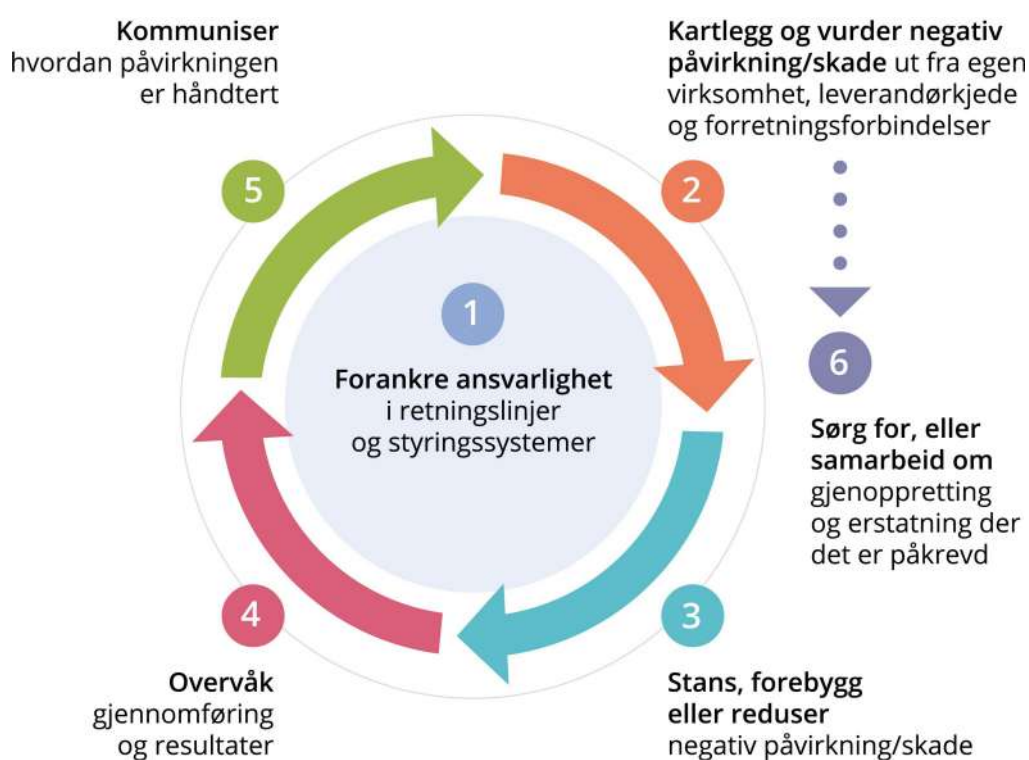 1
Forankre ansvarlighet
i retningslinjer
og styringssystemer
2
Kartlegg og vurder negativ
påvirkning/skade ut fra egen
virksomhet, leverandørkjede
og forretningsforbindelser
3
Stans, forebygg
eller reduser
negativ påvirkning/skade
4
Overvåk
gjennomføring
og resultater
5
Kommuniser
hvordan påvirkningen
er håndtert
6
Sørg for, eller
samarbeid om
gjenoppretting
og erstatning der
det er påkrevd